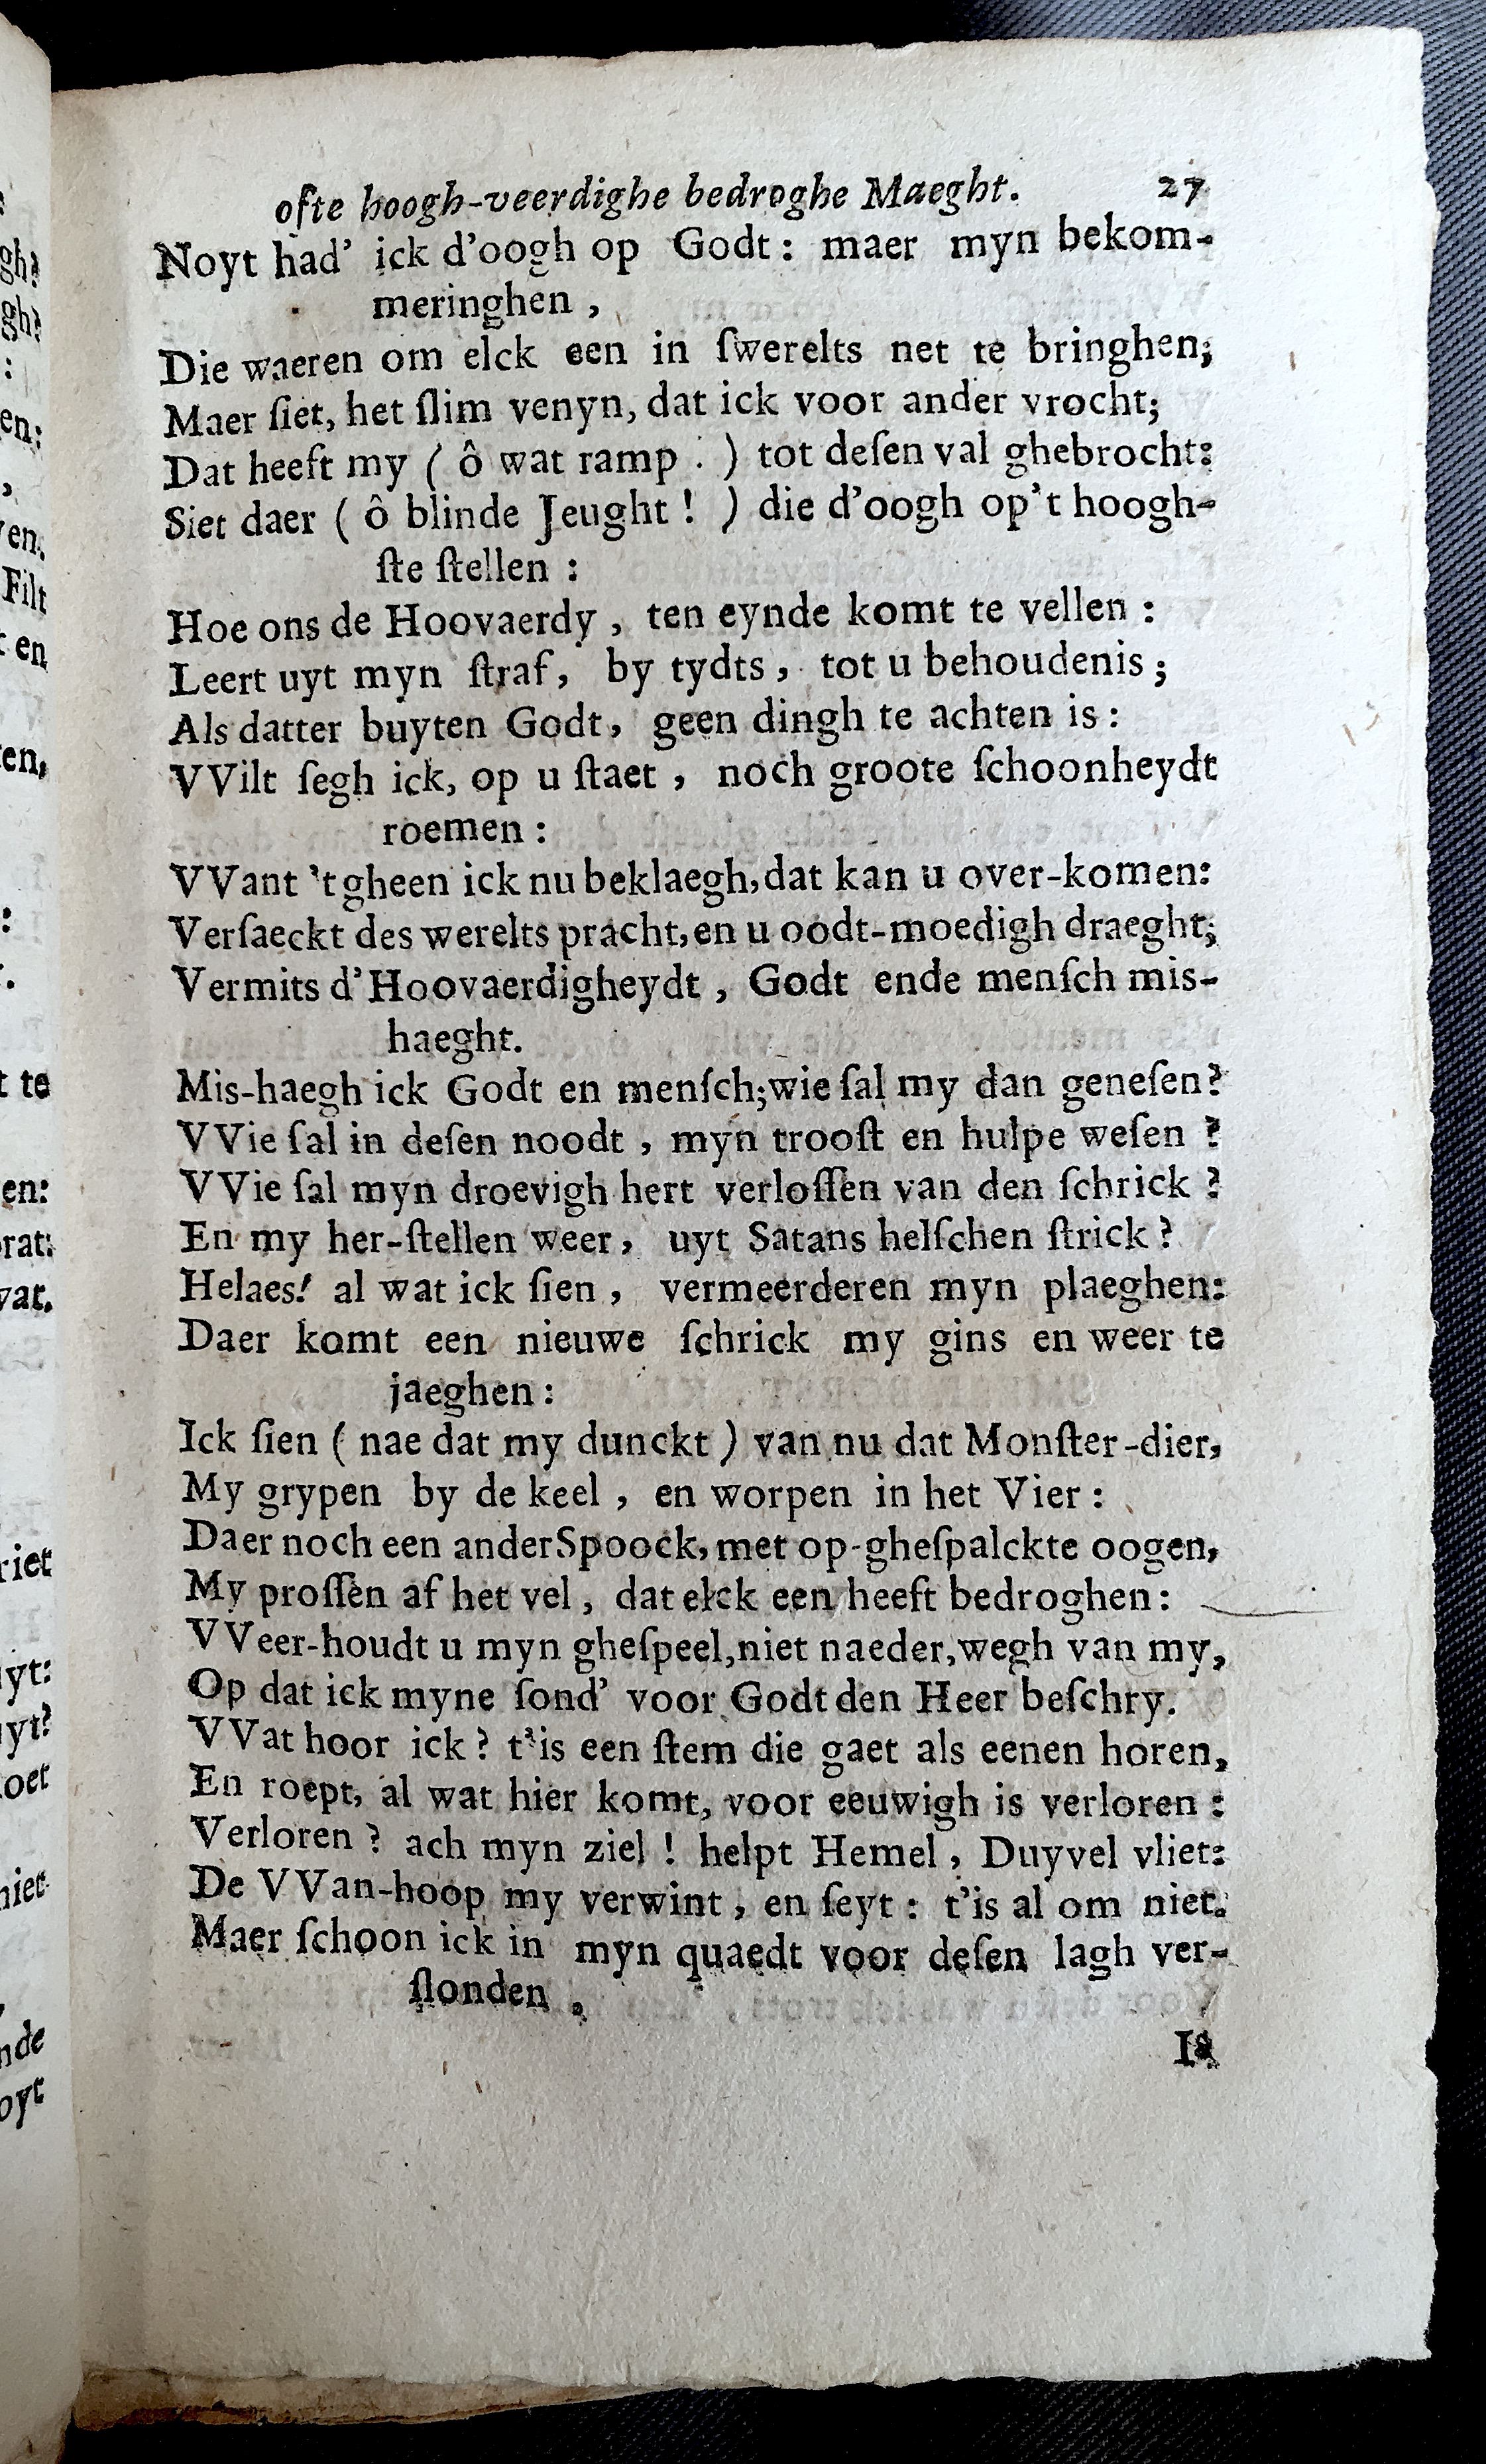 ofte hoogh-veerdighe bedroghe Maeght. 27
Noyt had' ick d'oogh op Godt: maer myn bekom-
meringhen,
Die waeren om elck een in ſwerelts net te bringhen;
Maer ſiet, het ſlim venyn, dat ick voor ander vrocht;
Dat heeft my (ô wat ramp.) tot deſen val ghebrocht:
Siet daer (ô blinde Jeught!) die d'oogh op't hoogh-
ſte ſtellen:
Hoe ons de Hoovaerdy, ten eynde komt te vellen:
Leert uyt myn ſtraf, by tydts, tot u behoudenis;
Als datter buyten Godt, geen dingh te achten is:
VVilt ſegh ick, op u ſtaet, noch groote ſchoonheydt
roemen:
VVant 't gheen ick nu beklaegh, dat kan u over-komen:
Verſaeckt des werelts pracht, en u oodt-moedigh draeght;
Vermits d'Hoovaerdigheydt, Godt ende menſch mis-
haeght.
Mis-haegh ick Godt en menſch; wie ſal my dan geneſen?
VVie ſal in deſen noodt, myn trooſt en hulpe weſen?
VVie ſal myn droevigh hert verloſſen van den ſchrick?
En my her-ſtellen weer, uyt Satans helſchen ſtrick?
Helaes! al wat ick ſien, vermeerderen myn plaeghen:
Daer komt een nieuwe ſchrick my gins en weer te
jaeghen:
Ick ſien (nae dat my dunckt) van nu dat Monſter-dier,
My grypen by de keel, en worpen in het Vier:
Daer noch een ander Spoock, met op-gheſpalckte oogen,
My proſſen af het vel, dat elck een heeft bedroghen:
VVeer-houdt u myn gheſpeel, niet naeder, wegh van my,
Op dat ick myne ſond' voor Godt den Heer beſchry.
VVat hoor ick? t'is een ſtem die gaet als eenen horen,
En roept, al wat hier komt, voor eeuwigh is verloren:
Verloren? ach myn ziel! helpt Hemel, Duyvel vliet:
De VVan-hoop my verwint, en ſeyt: t'is al om niet.
Maer ſchoon ick in myn quaedt voor deſen lagh ver-
ſlonden,